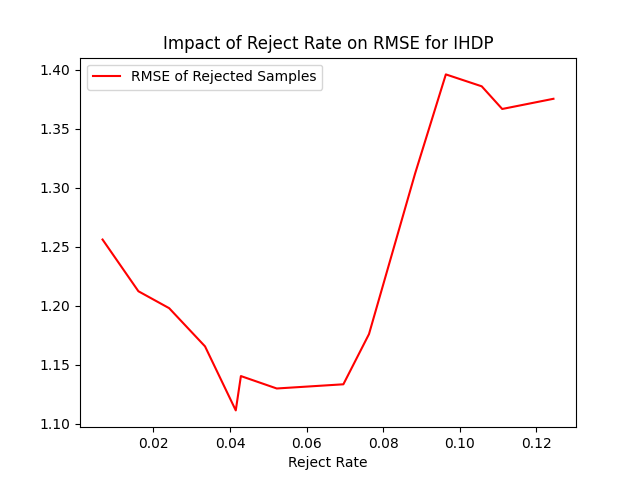 Impact of Reject Rate on RMSE for IHDP
RMSE of Rejected Samples
1.40
1.35
1.30
1.25
1.20
1.15
1.10
0.02 0.04 0.06 0.08 0.10 0.12
Reject Rate